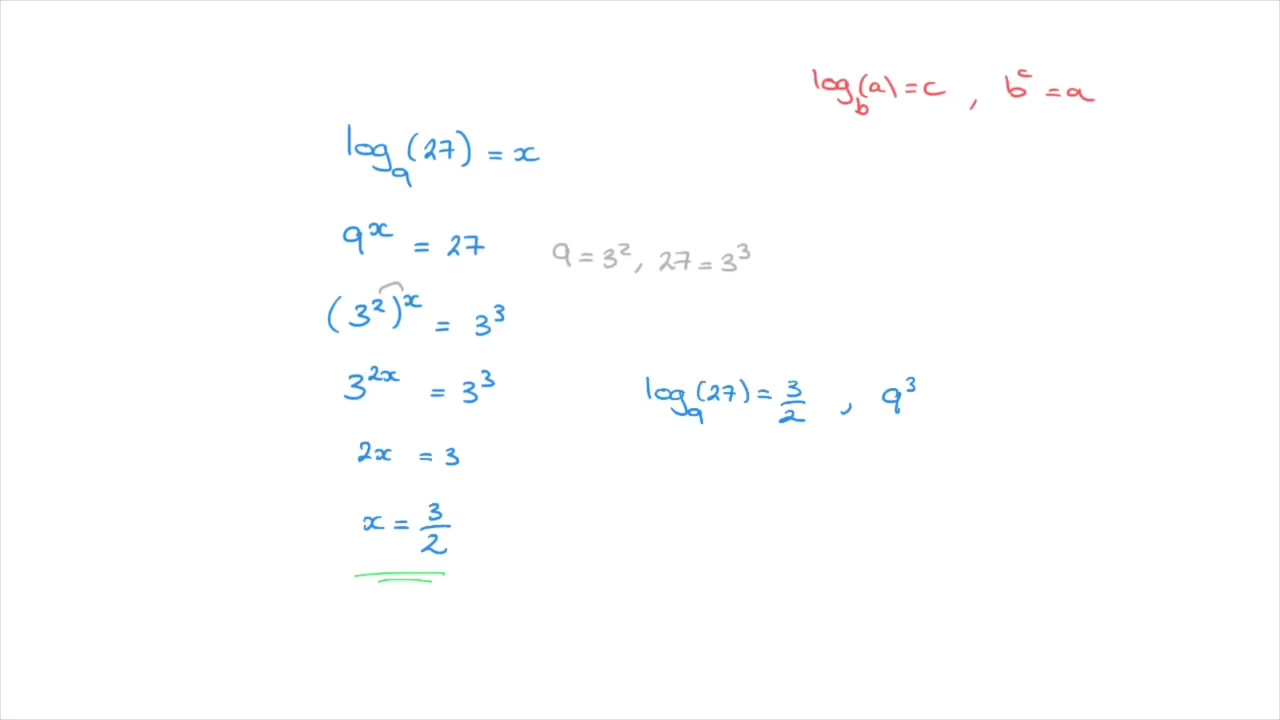 log_b(a) = c , b^c = a
log_9(27) = x
9^x = 27
9 = 3^2, 27 = 3^3
(3^2)^x = 3^3
3^2x = 3^3
log_9(27) = 3/2 , 9^3
2x = 3
x = 3/2